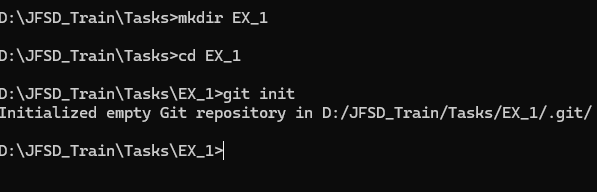 D:\JFSD_Train\Tasks>mkdir EX_1
D:\JFSD_Train\Tasks>cd EX_1
D:\JFSD_Train\Tasks\EX_1>git init
Initialized empty Git repository in D:/JFSD_Train/Tasks/EX_1/.git/
D:\JFSD_Train\Tasks\EX_1>